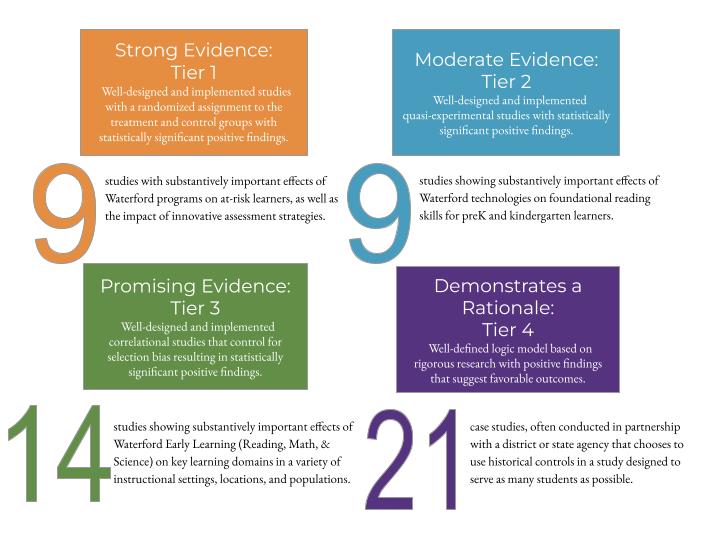 Strong Evidence:
Tier 1
Well-designed and implemented studies
with a randomized assignment to the
treatment and control groups with
statistically significant positive findings.
9
studies with substantively important effects of
Waterford programs on at-risk learners, as well as
the impact of innovative assessment strategies.
Moderate Evidence:
Tier 2
Well-designed and implemented
quasi-experimental studies with statistically
significant positive findings.
9
studies showing substantively important effects of
Waterford technologies on foundational reading
skills for preK and kindergarten learners.
Promising Evidence:
Tier 3
Well-designed and implemented
correlational studies that control for
selection bias resulting in statistically
significant positive findings.
14
studies showing substantively important effects of
Waterford Early Learning (Reading, Math, &
Science) on key learning domains in a variety of
instructional settings, locations, and populations.
Demonstrates a
Rationale:
Tier 4
Well-defined logic model based on
rigorous research with positive findings
that suggest favorable outcomes.
21
case studies, often conducted in partnership
with a district or state agency that chooses to
use historical controls in a study designed to
serve as many students as possible.